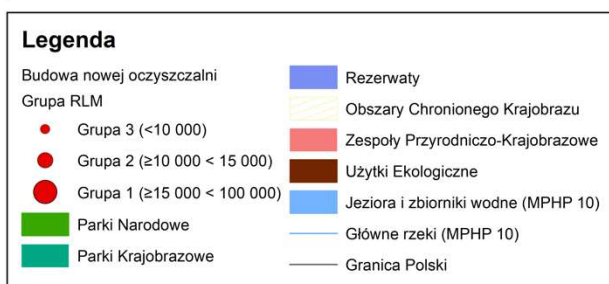 Legenda
Budowa nowej oczyszczalni
Grupa RLM
Grupa 3 (<10 000)
Grupa 2 (≥10 000 < 15 000)
Grupa 1 (≥15 000 < 100 000)
Parki Narodowe
Parki Krajobrazowe
Rezerwaty
Obszary Chronionego Krajobrazu
Zespoły Przyrodniczo-Krajobrazowe
Użytki Ekologiczne
Jeziora i zbiorniki wodne (MPHP 10)
Główne rzeki (MPHP 10)
Granica Polski